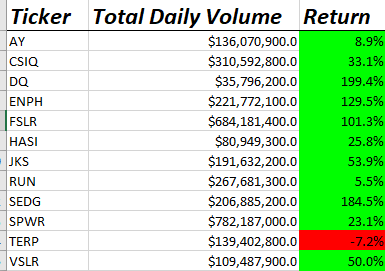 Ticker Total Daily Volume Return
AY $136,070,900.0 8.9%
CSIQ $310,592,800.0 33.1%
DQ $35,796,200.0 199.4%
ENPH $221,772,100.0 129.5%
FSLR $684,181,400.0 101.3%
HASI $80,949,300.0 25.8%
JKS $191,632,200.0 53.9%
RUN $267,681,300.0 5.5%
SEDG $206,885,200.0 184.5%
SPWR $782,187,000.0 23.1%
TERP $139,402,800.0 -7.2%
VSLR $109,487,900.0 50.0%